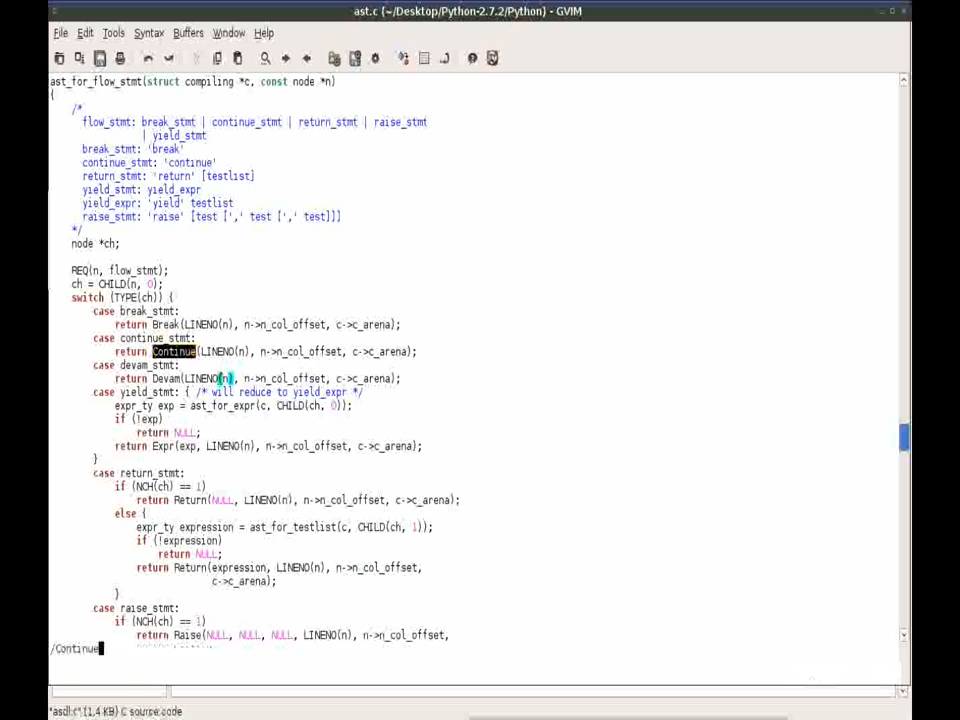 ast.c (~/Desktop/Python-2.7.2/Python) - GVIM
File Edit Tools Syntax Buffers Window Help
ast_for_flow_stmt(struct compiling *c, const node *n)
{
    /*
      flow_stmt: break_stmt | continue_stmt | return_stmt | raise_stmt
                 | yield_stmt
      break_stmt: 'break'
      continue_stmt: 'continue'
      return_stmt: 'return' [testlist]
      yield_stmt: yield_expr
      yield_expr: 'yield' testlist
      raise_stmt: 'raise' [test [',' test [',' test]]]
    */
    node *ch;
    REQ(n, flow_stmt);
    ch = CHILD(n, 0);
    switch (TYPE(ch)) {
        case break_stmt:
            return Break(LINENO(n), n->n_col_offset, c->c_arena);
        case continue_stmt:
            return Continue(LINENO(n), n->n_col_offset, c->c_arena);
        case devam_stmt:
            return Devam(LINENO(n), n->n_col_offset, c->c_arena);
        case yield_stmt: { /* will reduce to yield_expr */
            expr_ty exp = ast_for_expr(c, CHILD(ch, 0));
            if (!exp)
                return NULL;
            return Expr(exp, LINENO(n), n->n_col_offset, c->c_arena);
        }
        case return_stmt:
            if (NCH(ch) == 1)
                return Return(NULL, LINENO(n), n->n_col_offset, c->c_arena);
            else {
                expr_ty expression = ast_for_testlist(c, CHILD(ch, 1));
                if (!expression)
                    return NULL;
                return Return(expression, LINENO(n), n->n_col_offset,
                              c->c_arena);
            }
        case raise_stmt:
            if (NCH(ch) == 1)
                return Raise(NULL, NULL, NULL, LINENO(n), n->n_col_offset,
/Continue
"asdl.c" (1,4 KB) C source code